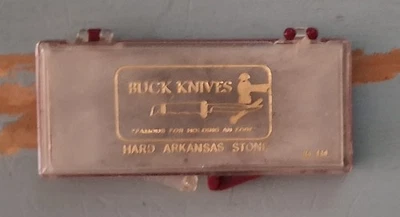 BUCK KNIVES
"FAMOUS FOR HOLDING AN EDGE"
HARD ARKANSAS STONE